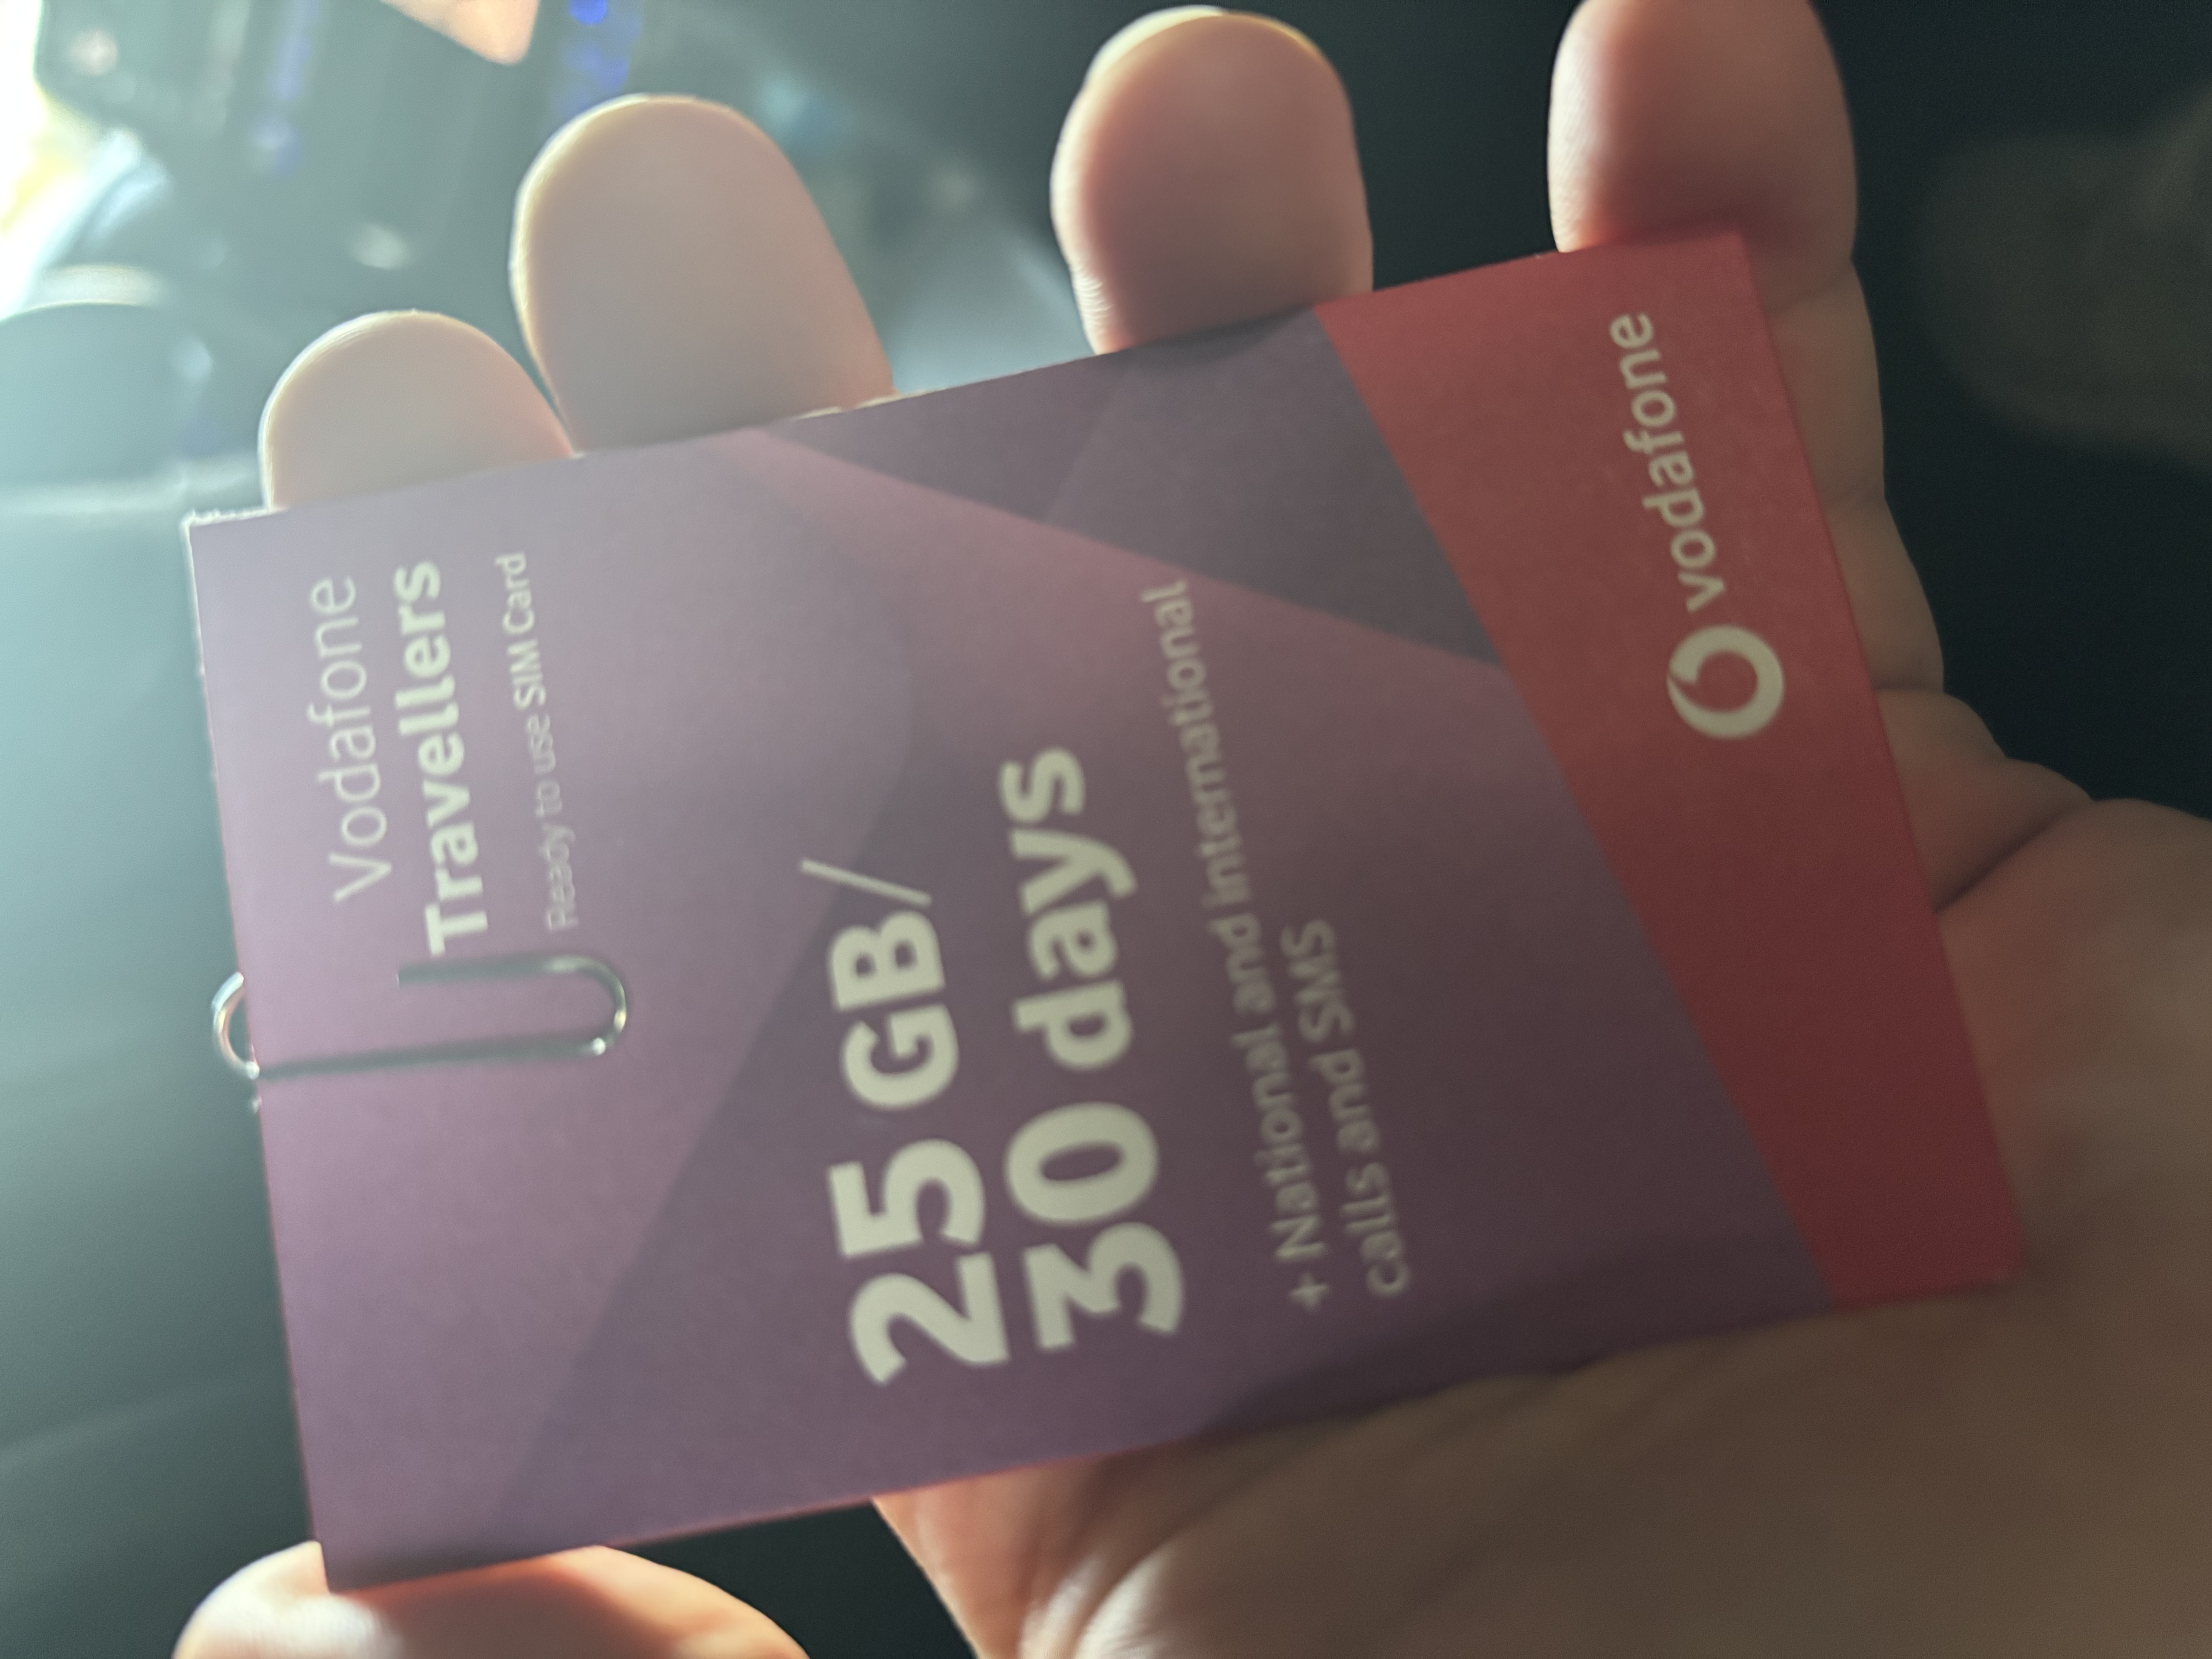 Vodafone
Travellers
Ready to use SIM Card
25 GB/
30 days
+ National and international
calls and SMS
vodafone